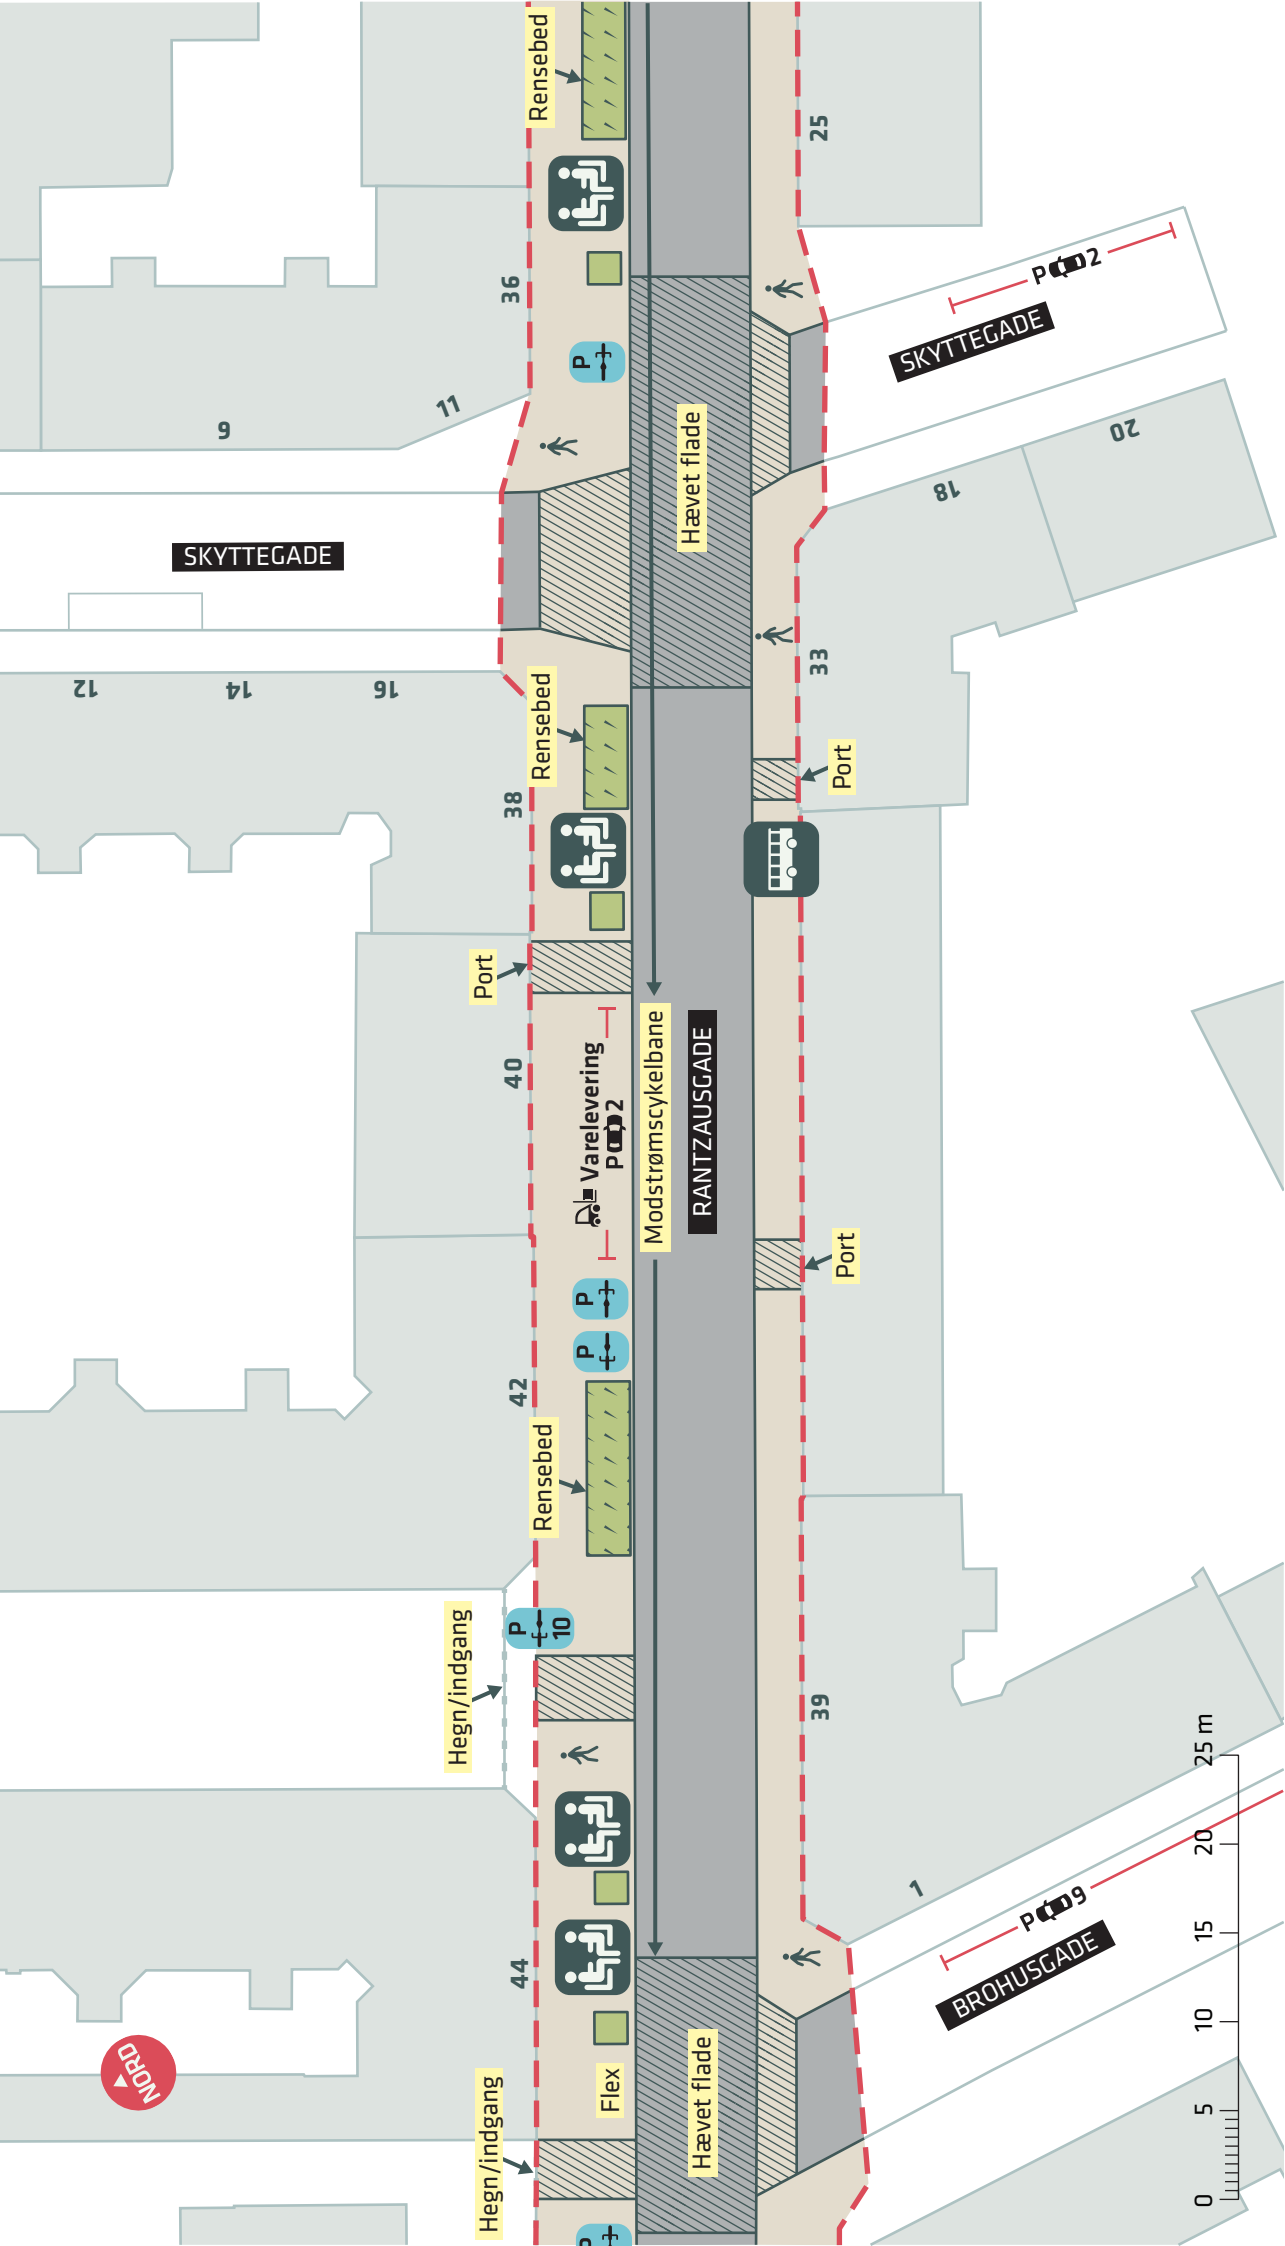 Rensebed
25
36
P 2
SKYTTEGADE
P
11
9
Hævet flade
20
18
SKYTTEGADE
33
12
14
16
Rensebed
38
Port
Port
40
Varelevering
P 2
Modstrømscykelbane
RANTZAUSGADE
Port
P
P
42
Rensebed
P
10
Hegn/indgang
39
1
P 9
BROHUSGADE
44
NORD
Flex
Hævet flade
Hegn/indgang
P
0 5 10 15 20 25 m